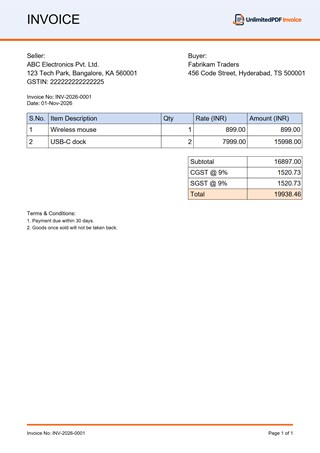 INVOICE
UnlimitedPDF Invoice
Seller:
ABC Electronics Pvt. Ltd.
123 Tech Park, Bangalore, KA 560001
GSTIN: 222222222222225
Buyer:
Fabrikam Traders
456 Code Street, Hyderabad, TS 500001
Invoice No: INV-2026-0001
Date: 01-Nov-2026
S.No. Item Description Qty Rate (INR) Amount (INR)
1 Wireless mouse 1 899.00 899.00
2 USB-C dock 2 7999.00 15998.00
Subtotal 16897.00
CGST @ 9% 1520.73
SGST @ 9% 1520.73
Total 19938.46
Terms & Conditions:
1. Payment due within 30 days.
2. Goods once sold will not be taken back.
Invoice No: INV-2026-0001 Page 1 of 1